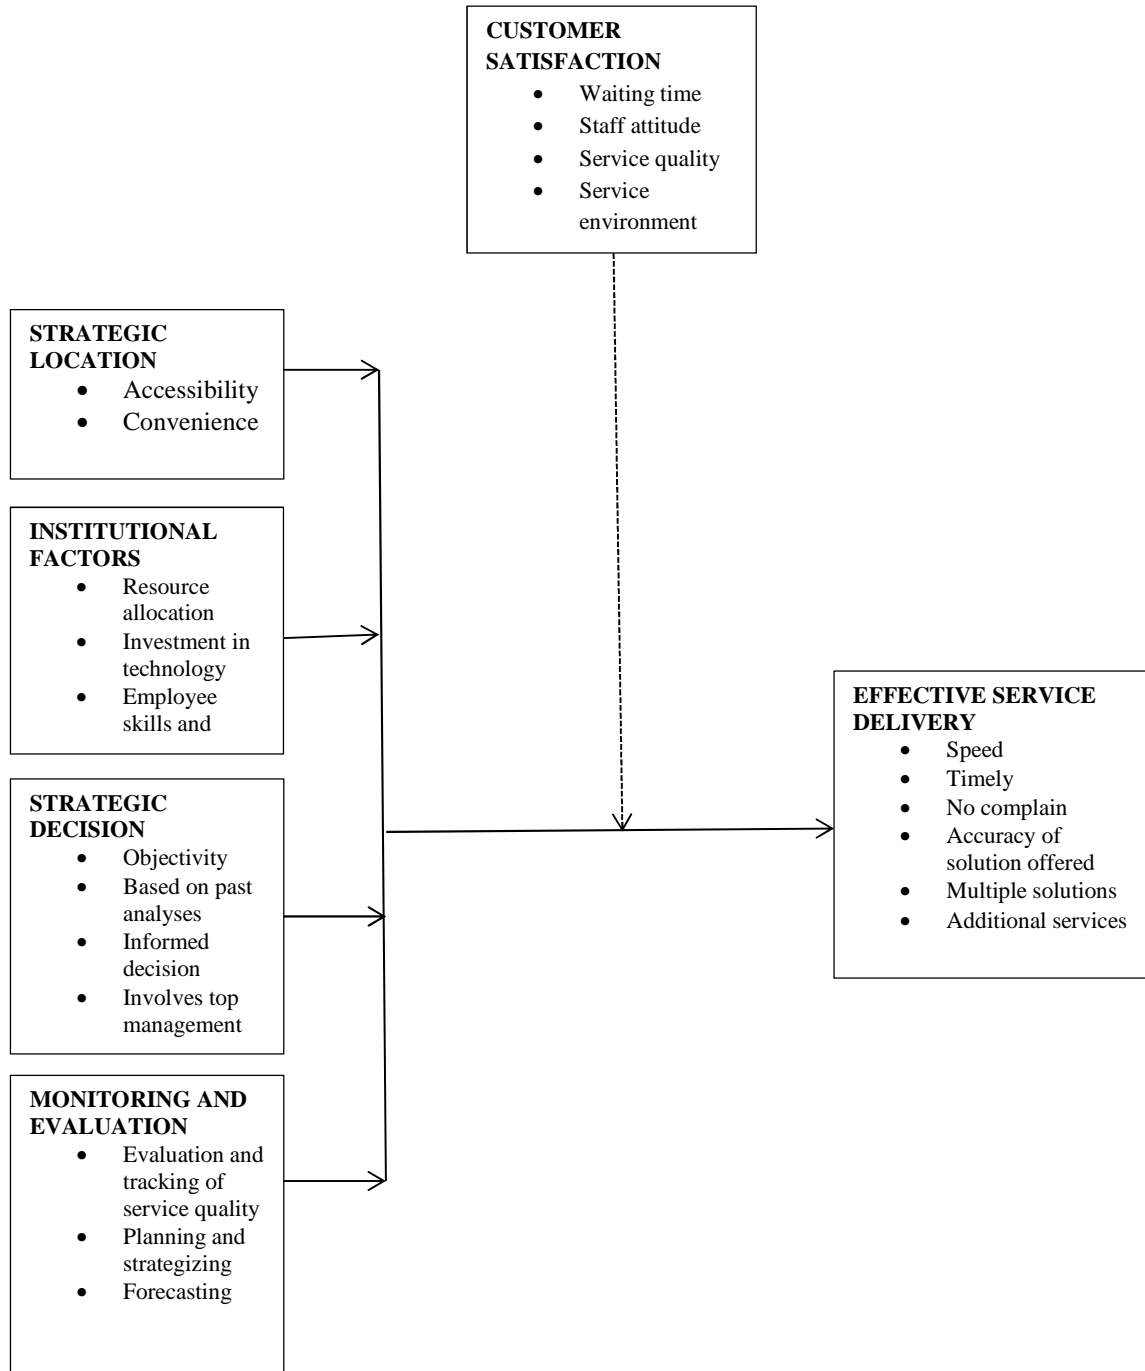 CUSTOMER
SATISFACTION
• Waiting time
• Staff attitude
• Service quality
• Service
environment
STRATEGIC
LOCATION
• Accessibility
• Convenience
INSTITUTIONAL
FACTORS
• Resource
allocation
• Investment in
technology
• Employee
skills and
STRATEGIC
DECISION
• Objectivity
• Based on past
analyses
• Informed
decision
• Involves top
management
MONITORING AND
EVALUATION
• Evaluation and
tracking of
service quality
• Planning and
strategizing
• Forecasting
EFFECTIVE SERVICE
DELIVERY
• Speed
• Timely
• No complain
• Accuracy of
solution offered
• Multiple solutions
• Additional services